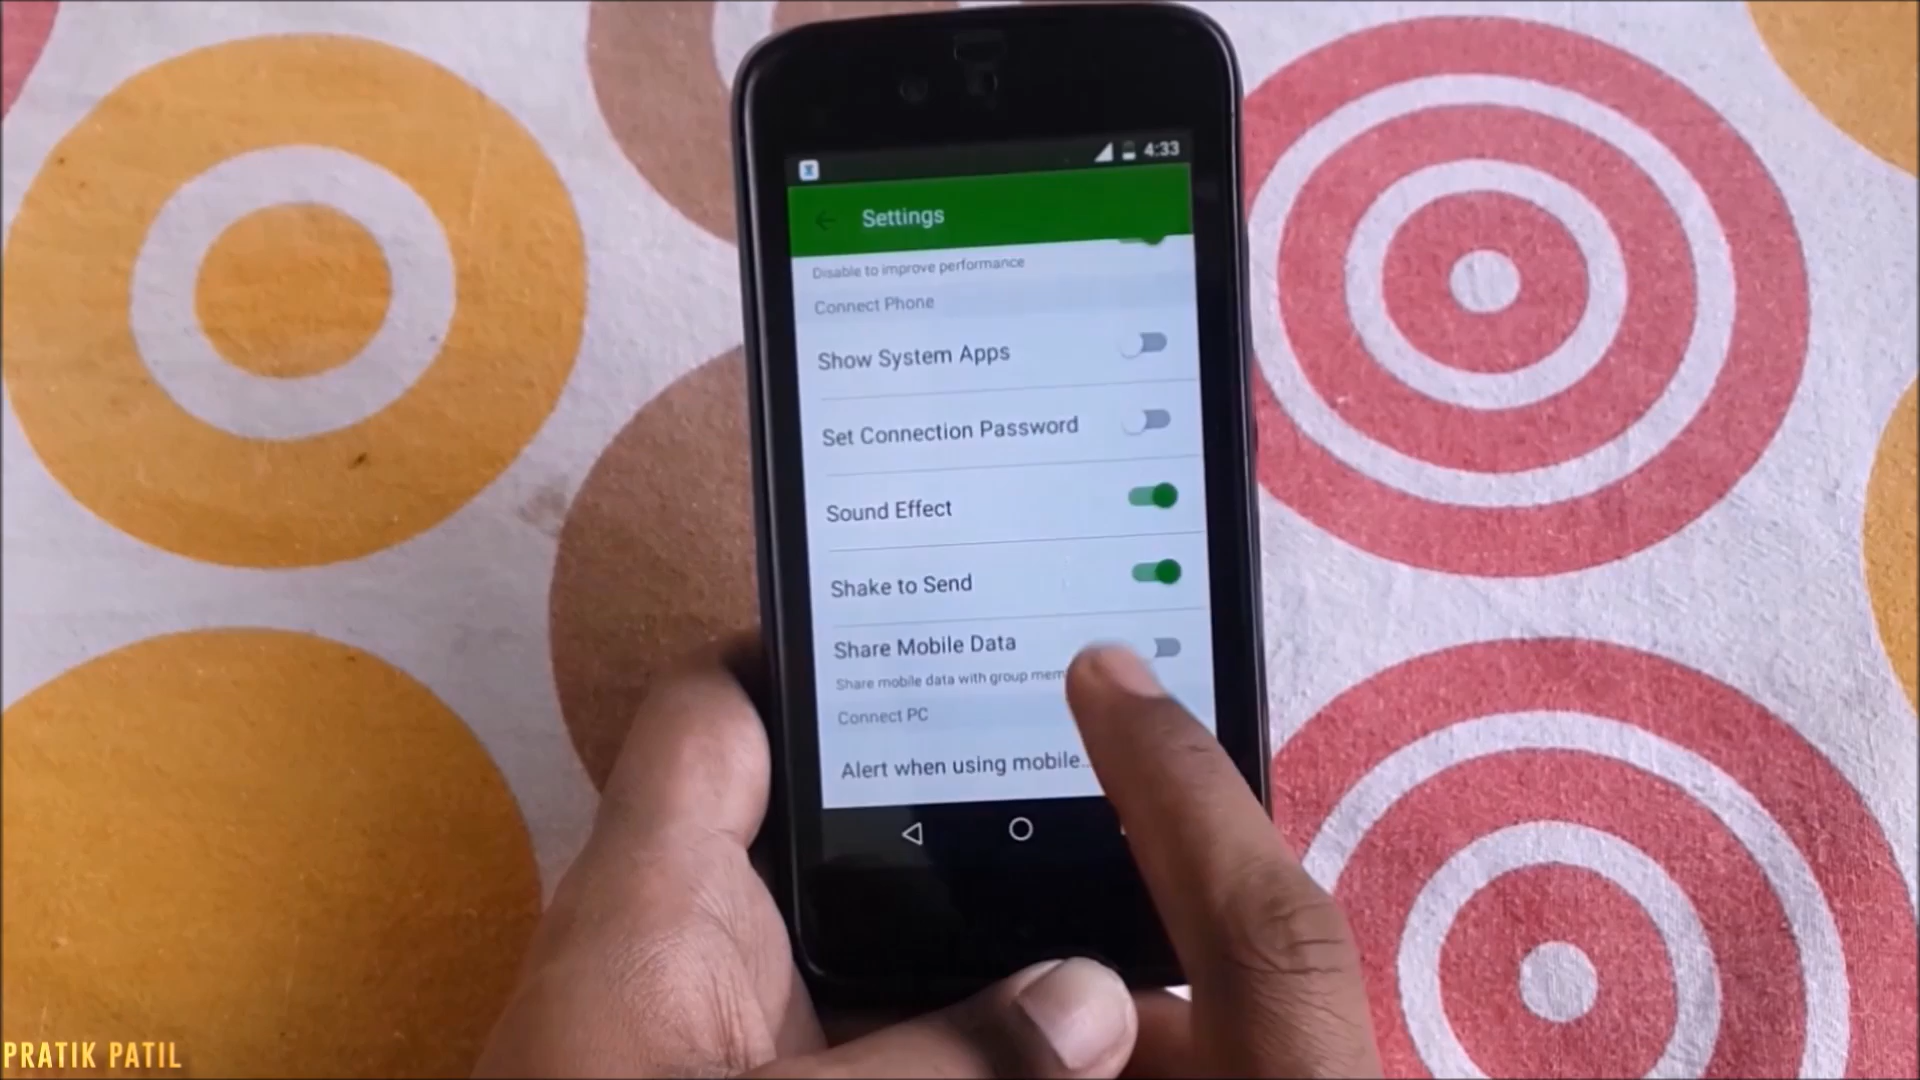 4:33
Settings
Disable to improve performance
Connect Phone
Show System Apps
Set Connection Password
Sound Effect
Shake to Send
Share Mobile Data
Share mobile data with group mem
Connect PC
Alert when using mobile...
PRATIK PATIL